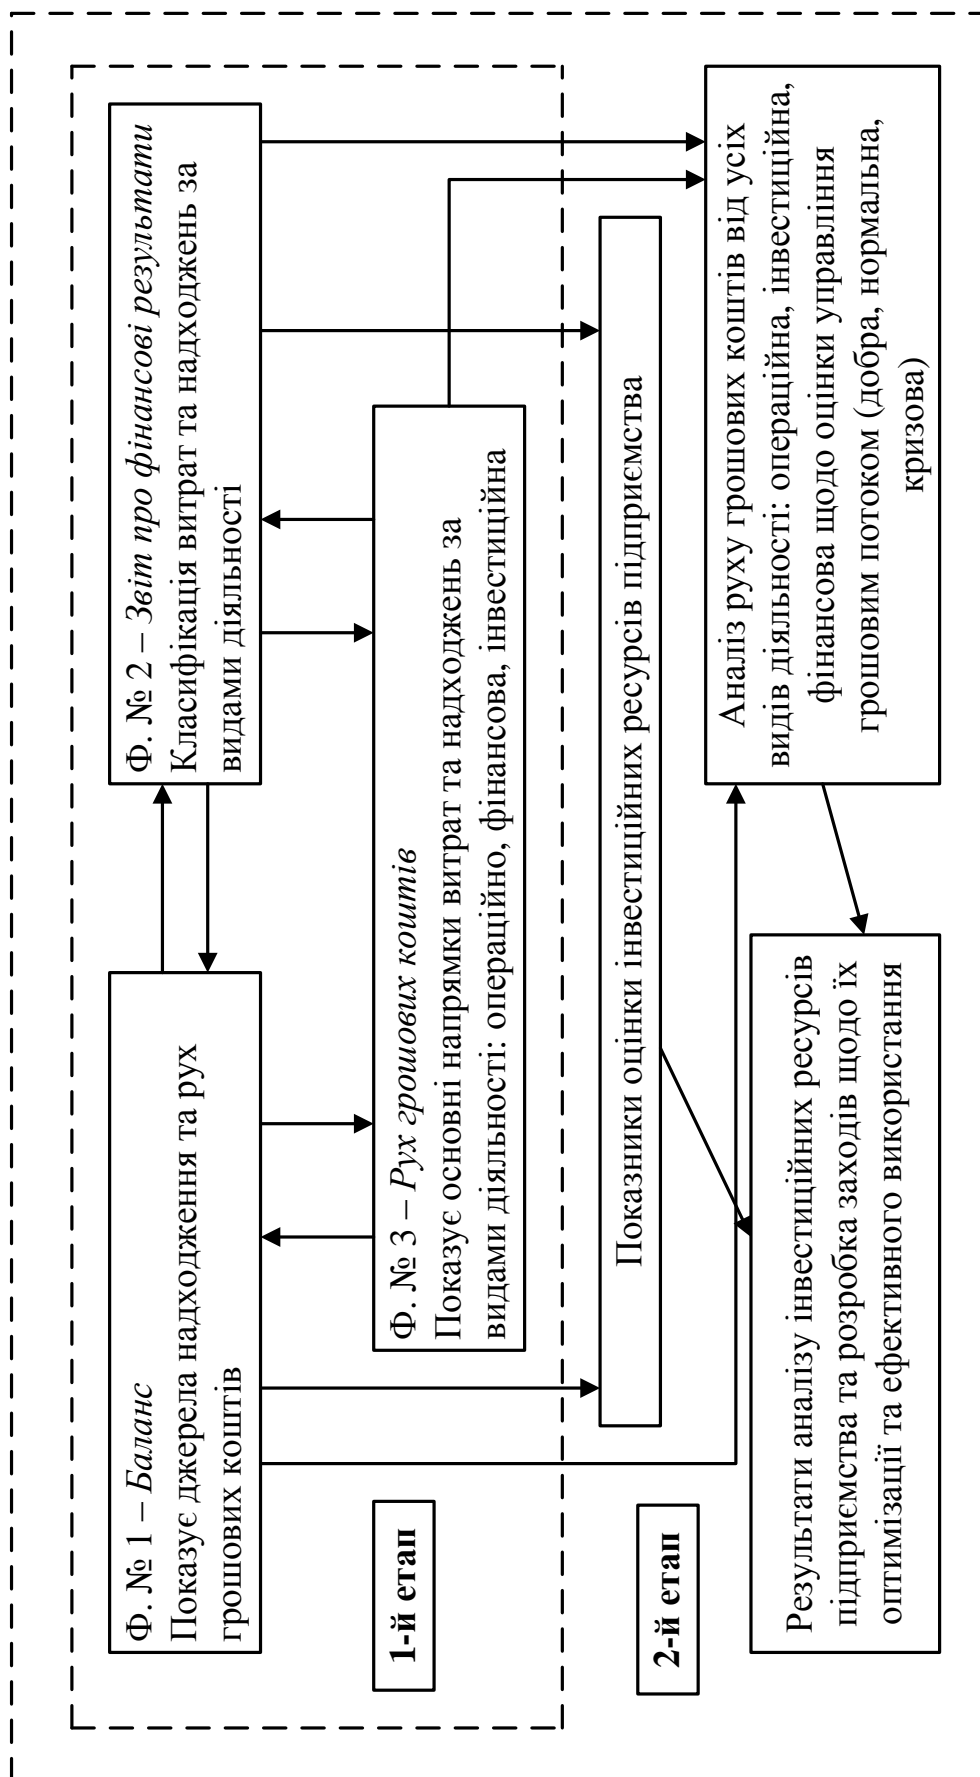 Ф. № 1 – Баланс
Показує джерела надходження та рух
грошових коштів
Ф. № 2 – Звіт про фінансові результати
Класифікація витрат та надходжень за
видами діяльності
1-й етап
Ф. № 3 – Рух грошових коштів
Показує основні напрямки витрат та надходжень за
видами діяльності: операційно, фінансова, інвестиційна
Показники оцінки інвестиційних ресурсів підприємства
2-й етап
Результати аналізу інвестиційних ресурсів
підприємства та розробка заходів щодо їх
оптимізації та ефективного використання
Аналіз руху грошових коштів від усіх
видів діяльності: операційна, інвестиційна,
фінансова щодо оцінки управління
грошовим потоком (добра, нормальна,
кризова)